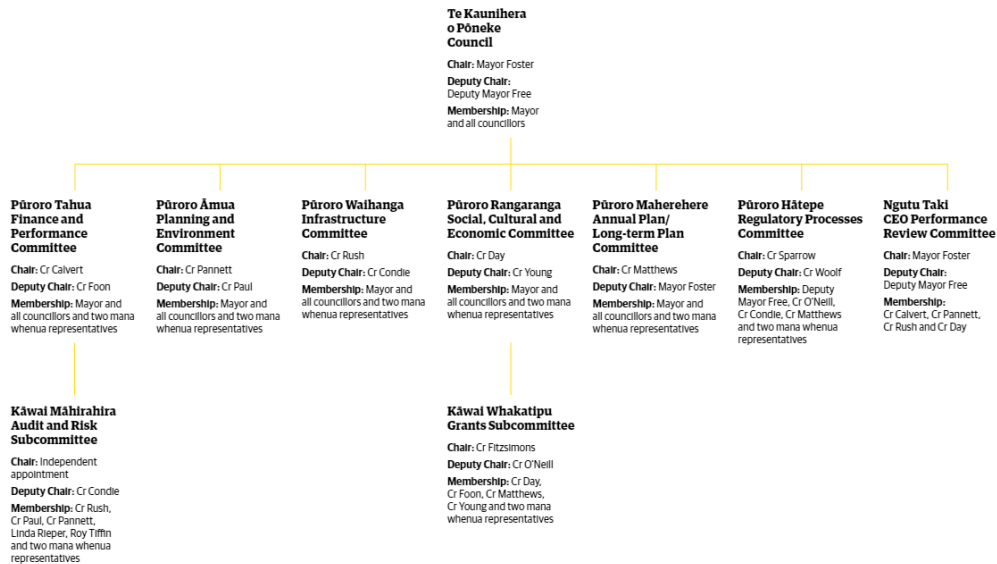 Te Kaunihera
o Pōneke
Council
Chair: Mayor Foster
Deputy Chair:
Deputy Mayor Free
Membership: Mayor
and all councillors
Pūroro Tahua
Finance and
Performance
Committee
Chair: Cr Calvert
Deputy Chair: Cr Foon
Membership: Mayor and
all councillors and two mana
whenua representatives
Pūroro Āmua
Planning and
Environment
Committee
Chair: Cr Pannett
Deputy Chair: Cr Paul
Membership: Mayor and
all councillors and two mana
whenua representatives
Pūroro Waihanga
Infrastructure
Committee
Chair: Cr Rush
Deputy Chair: Cr Condie
Membership: Mayor and
all councillors and two mana
whenua representatives
Pūroro Rangaranga
Social, Cultural and
Economic Committee
Chair: Cr Day
Deputy Chair: Cr Young
Membership: Mayor and
all councillors and two mana
whenua representatives
Pūroro Maherehere
Annual Plan/
Long-term Plan
Committee
Chair: Cr Matthews
Deputy Chair: Mayor Foster
Membership: Mayor and
all councillors and two mana
whenua representatives
Pūroro Hātepe
Regulatory Processes
Committee
Chair: Cr Sparrow
Deputy Chair: Cr Woolf
Membership: Deputy
Mayor Free, Cr O'Neill,
Cr Condie, Cr Matthews
and two mana whenua
representatives
Ngutu Taki
CEO Performance
Review Committee
Chair: Mayor Foster
Deputy Chair:
Deputy Mayor Free
Membership:
Cr Calvert, Cr Pannett,
Cr Rush and Cr Day
Kāwai Māhirahira
Audit and Risk
Subcommittee
Chair: Independent
appointment
Deputy Chair: Cr Condie
Membership: Cr Rush,
Cr Paul, Cr Pannett,
Linda Rieper, Roy Tiffin
and two mana whenua
representatives
Kāwai Whakatipu
Grants Subcommittee
Chair: Cr Fitzsimons
Deputy Chair: Cr O'Neill
Membership: Cr Day,
Cr Foon, Cr Matthews,
Cr Young and two mana
whenua representatives